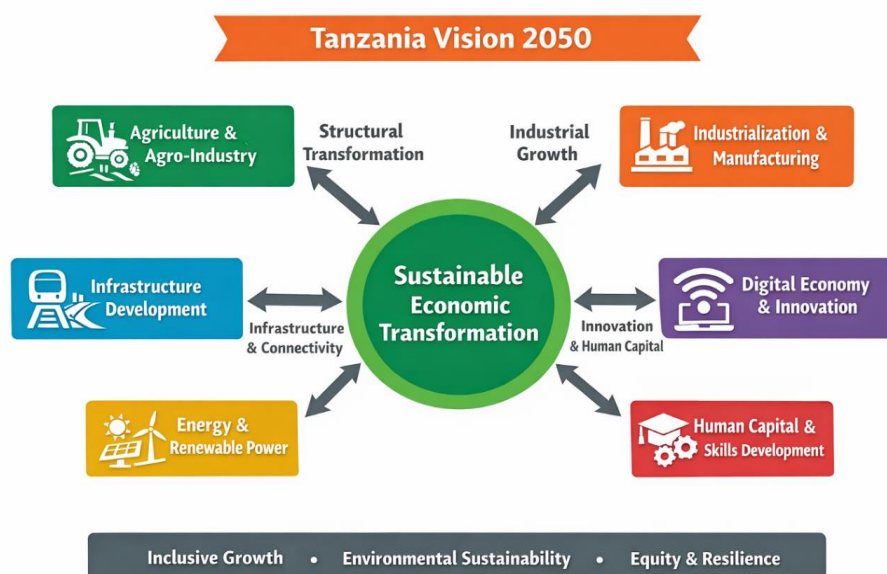 Tanzania Vision 2050
Agriculture &
Agro-Industry
Structural
Transformation
Industrial
Growth
Industrialization &
Manufacturing
Infrastructure
Development
Infrastructure
& Connectivity
Sustainable
Economic
Transformation
Innovation
& Human Capital
Digital Economy
& Innovation
Energy &
Renewable Power
Human Capital &
Skills Development
Inclusive Growth • Environmental Sustainability • Equity & Resilience